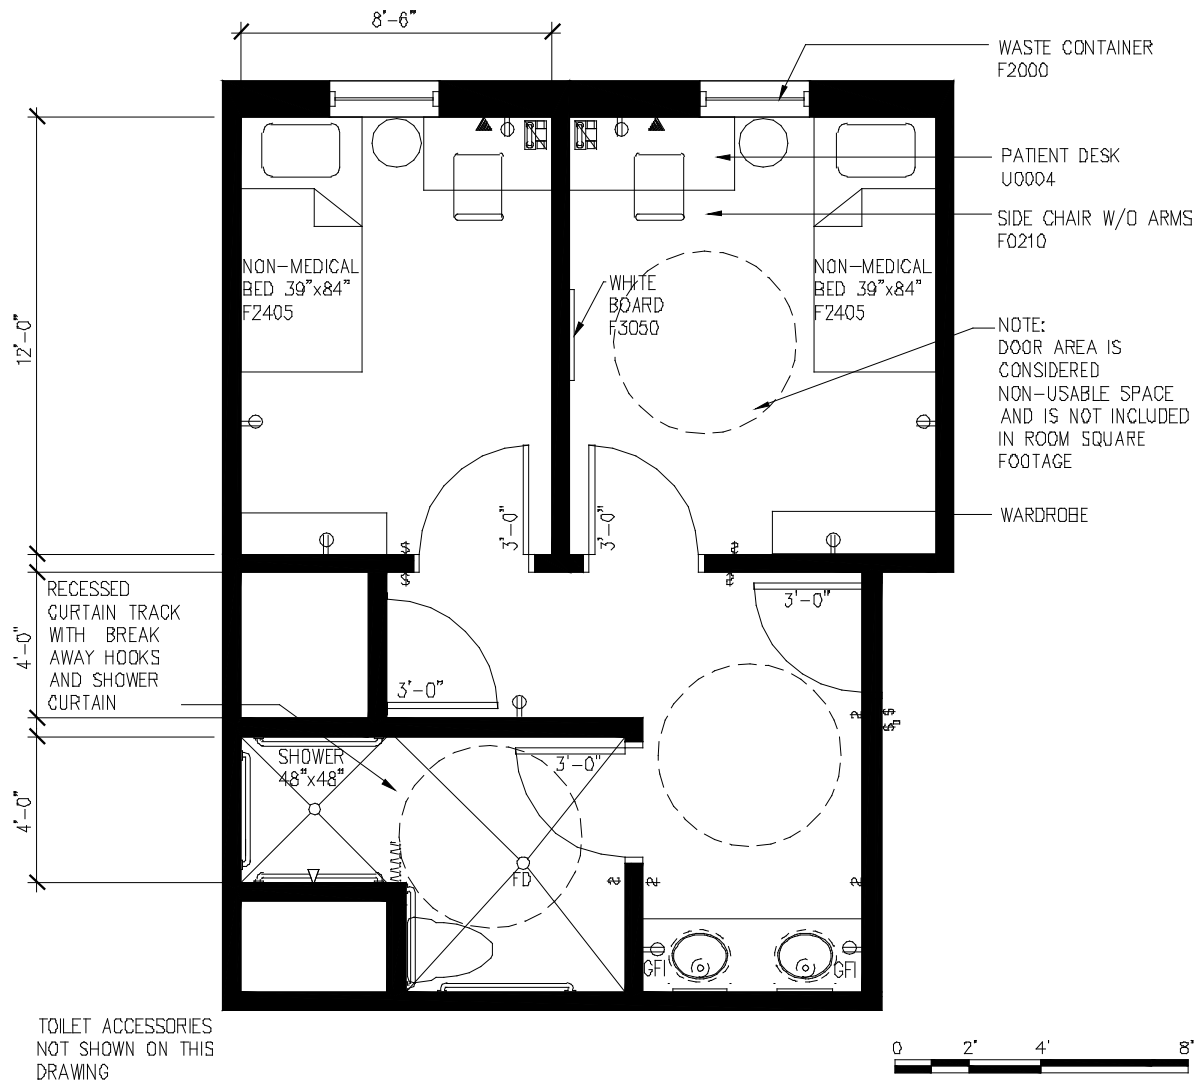 8'-6"
WASTE CONTAINER
F2000
PATIENT DESK
U0004
SIDE CHAIR W/O ARMS
F0210
NON-MEDICAL
BED 39"x84"
F2405
WHITE
BOARD
F3050
NON-MEDICAL
BED 39"x84"
F2405
12'-0"
NOTE:
DOOR AREA IS
CONSIDERED
NON-USABLE SPACE
AND IS NOT INCLUDED
IN ROOM SQUARE
FOOTAGE
WARDROBE
3'-0"
3'-0"
$
$
$
$
RECESSED
CURTAIN TRACK
WITH BREAK
AWAY HOOKS
AND SHOWER
CURTAIN
4'-0"
3'-0"
3'-0"
$
$
$
SHOWER
48"x48"
3'-0"
4'-0"
FD
$
$
$
GFI
GFI
TOILET ACCESSORIES
NOT SHOWN ON THIS
DRAWING
0 2' 4' 8'